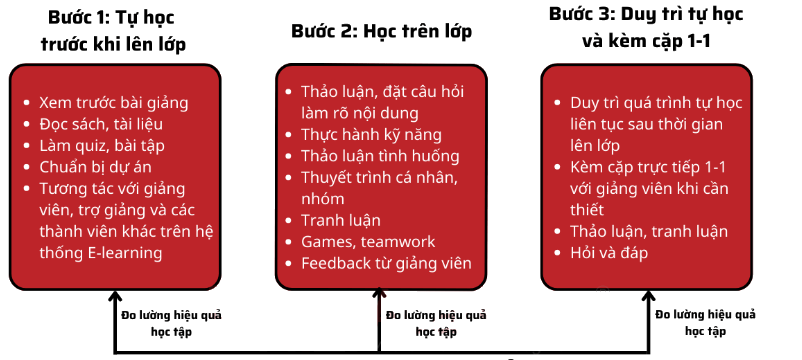 Bước 1: Tự học
trước khi lên lớp
Xem trước bài giảng
Đọc sách, tài liệu
Làm quiz, bài tập
Chuẩn bị dự án
Tương tác với giảng
viên, trợ giảng và các
thành viên khác trên hệ
thống E-learning
Đo lường hiệu quả
học tập
Bước 2: Học trên lớp
Thảo luận, đặt câu hỏi
làm rõ nội dung
Thực hành kỹ năng
Thảo luận tình huống
Thuyết trình cá nhân,
nhóm
Tranh luận
Games, teamwork
Feedback từ giảng viên
Đo lường hiệu quả
học tập
Bước 3: Duy trì tự học
và kèm cặp 1-1
Duy trì quá trình tự học
liên tục sau thời gian
lên lớp
Kèm cặp trực tiếp 1-1
với giảng viên khi cần
thiết
Thảo luận, tranh luận
Hỏi và đáp
Đo lường hiệu quả
học tập